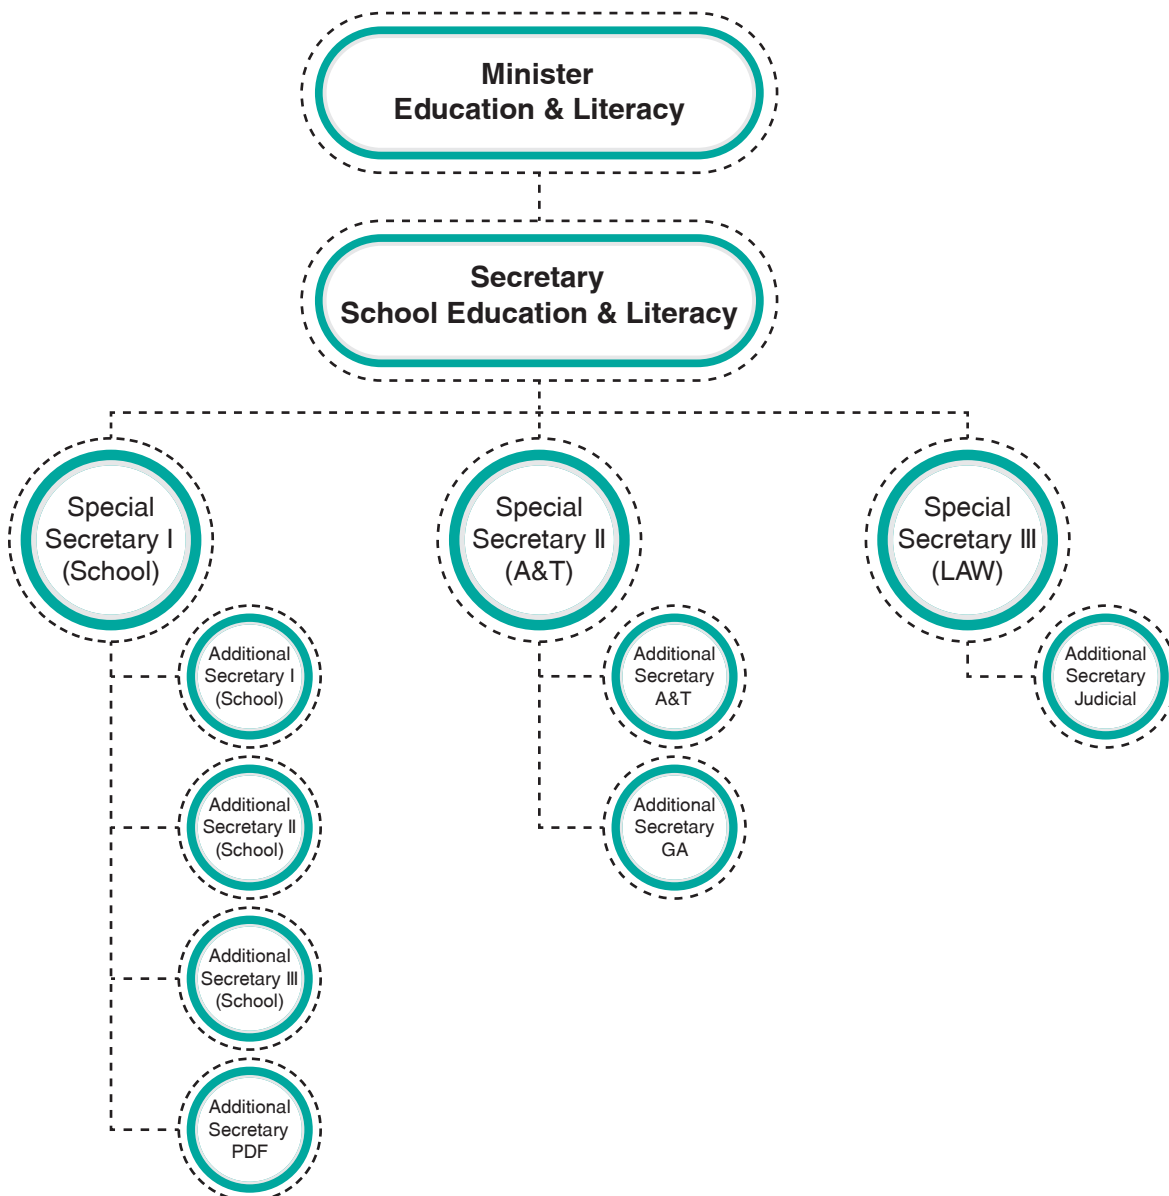 Minister
Education & Literacy
Secretary
School Education & Literacy
Special
Secretary I
(School)
Special
Secretary II
(A&T)
Special
Secretary III
(LAW)
Additional
Secretary I
(School)
Additional
Secretary II
(School)
Additional
Secretary III
(School)
Additional
Secretary
PDF
Additional
Secretary
A&T
Additional
Secretary
GA
Additional
Secretary
Judicial